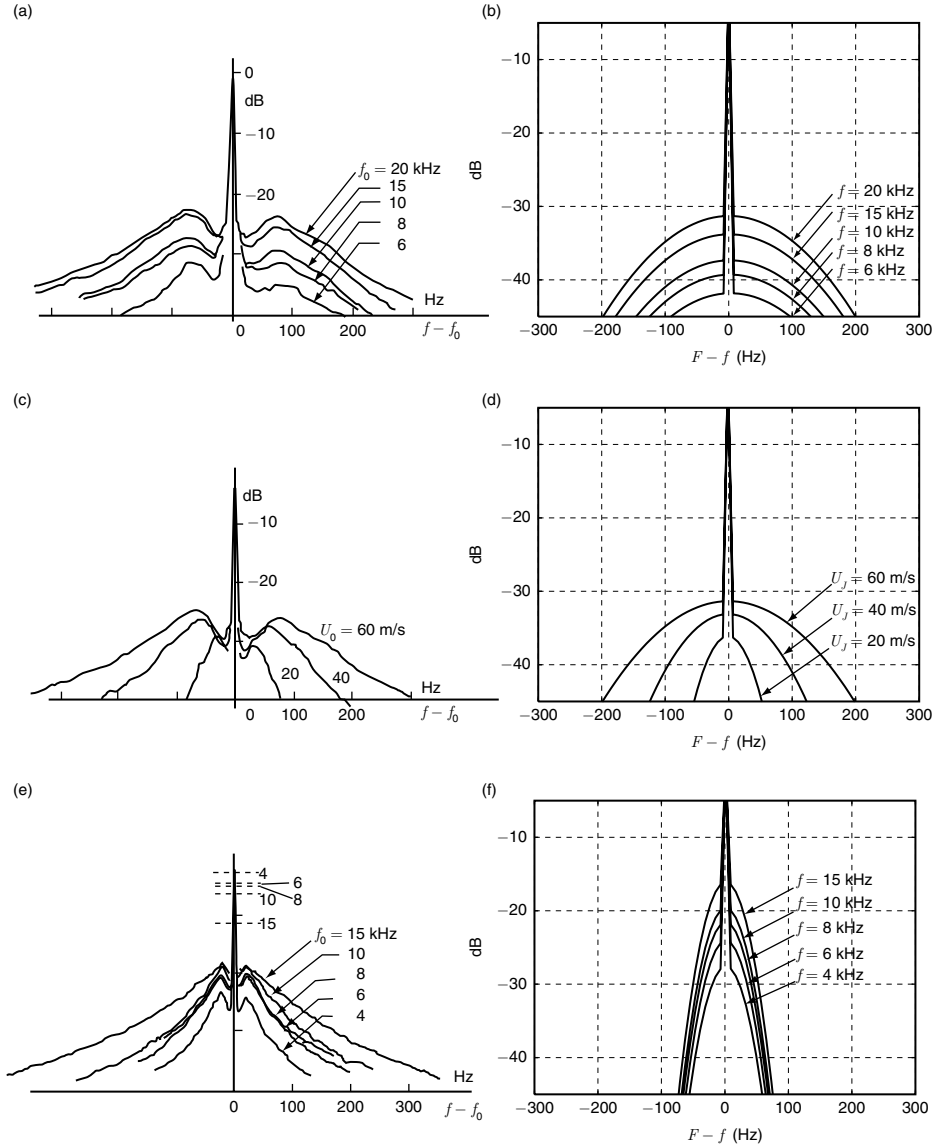 (a)
0
dB
−10
−20
f₀ = 20 kHz
15
10
8
6
Hz
0 100 200 300
f − f₀
(b)
−10
−20
−30
−40
dB
f = 20 kHz
f = 15 kHz
f = 10 kHz
f = 8 kHz
f = 6 kHz
−300 −200 −100 0 100 200 300
F − f (Hz)
(c)
dB
−10
−20
U₀ = 60 m/s
20
40
Hz
0 100 200 300
f − f₀
(d)
−10
−20
−30
−40
dB
U_J = 60 m/s
U_J = 40 m/s
U_J = 20 m/s
−300 −200 −100 0 100 200 300
F − f (Hz)
(e)
4
6
8
10
15
f₀ = 15 kHz
10
8
6
4
Hz
0 100 200 300
f − f₀
(f)
−10
−20
−30
−40
dB
f = 15 kHz
f = 10 kHz
f = 8 kHz
f = 6 kHz
f = 4 kHz
−300 −200 −100 0 100 200 300
F − f (Hz)